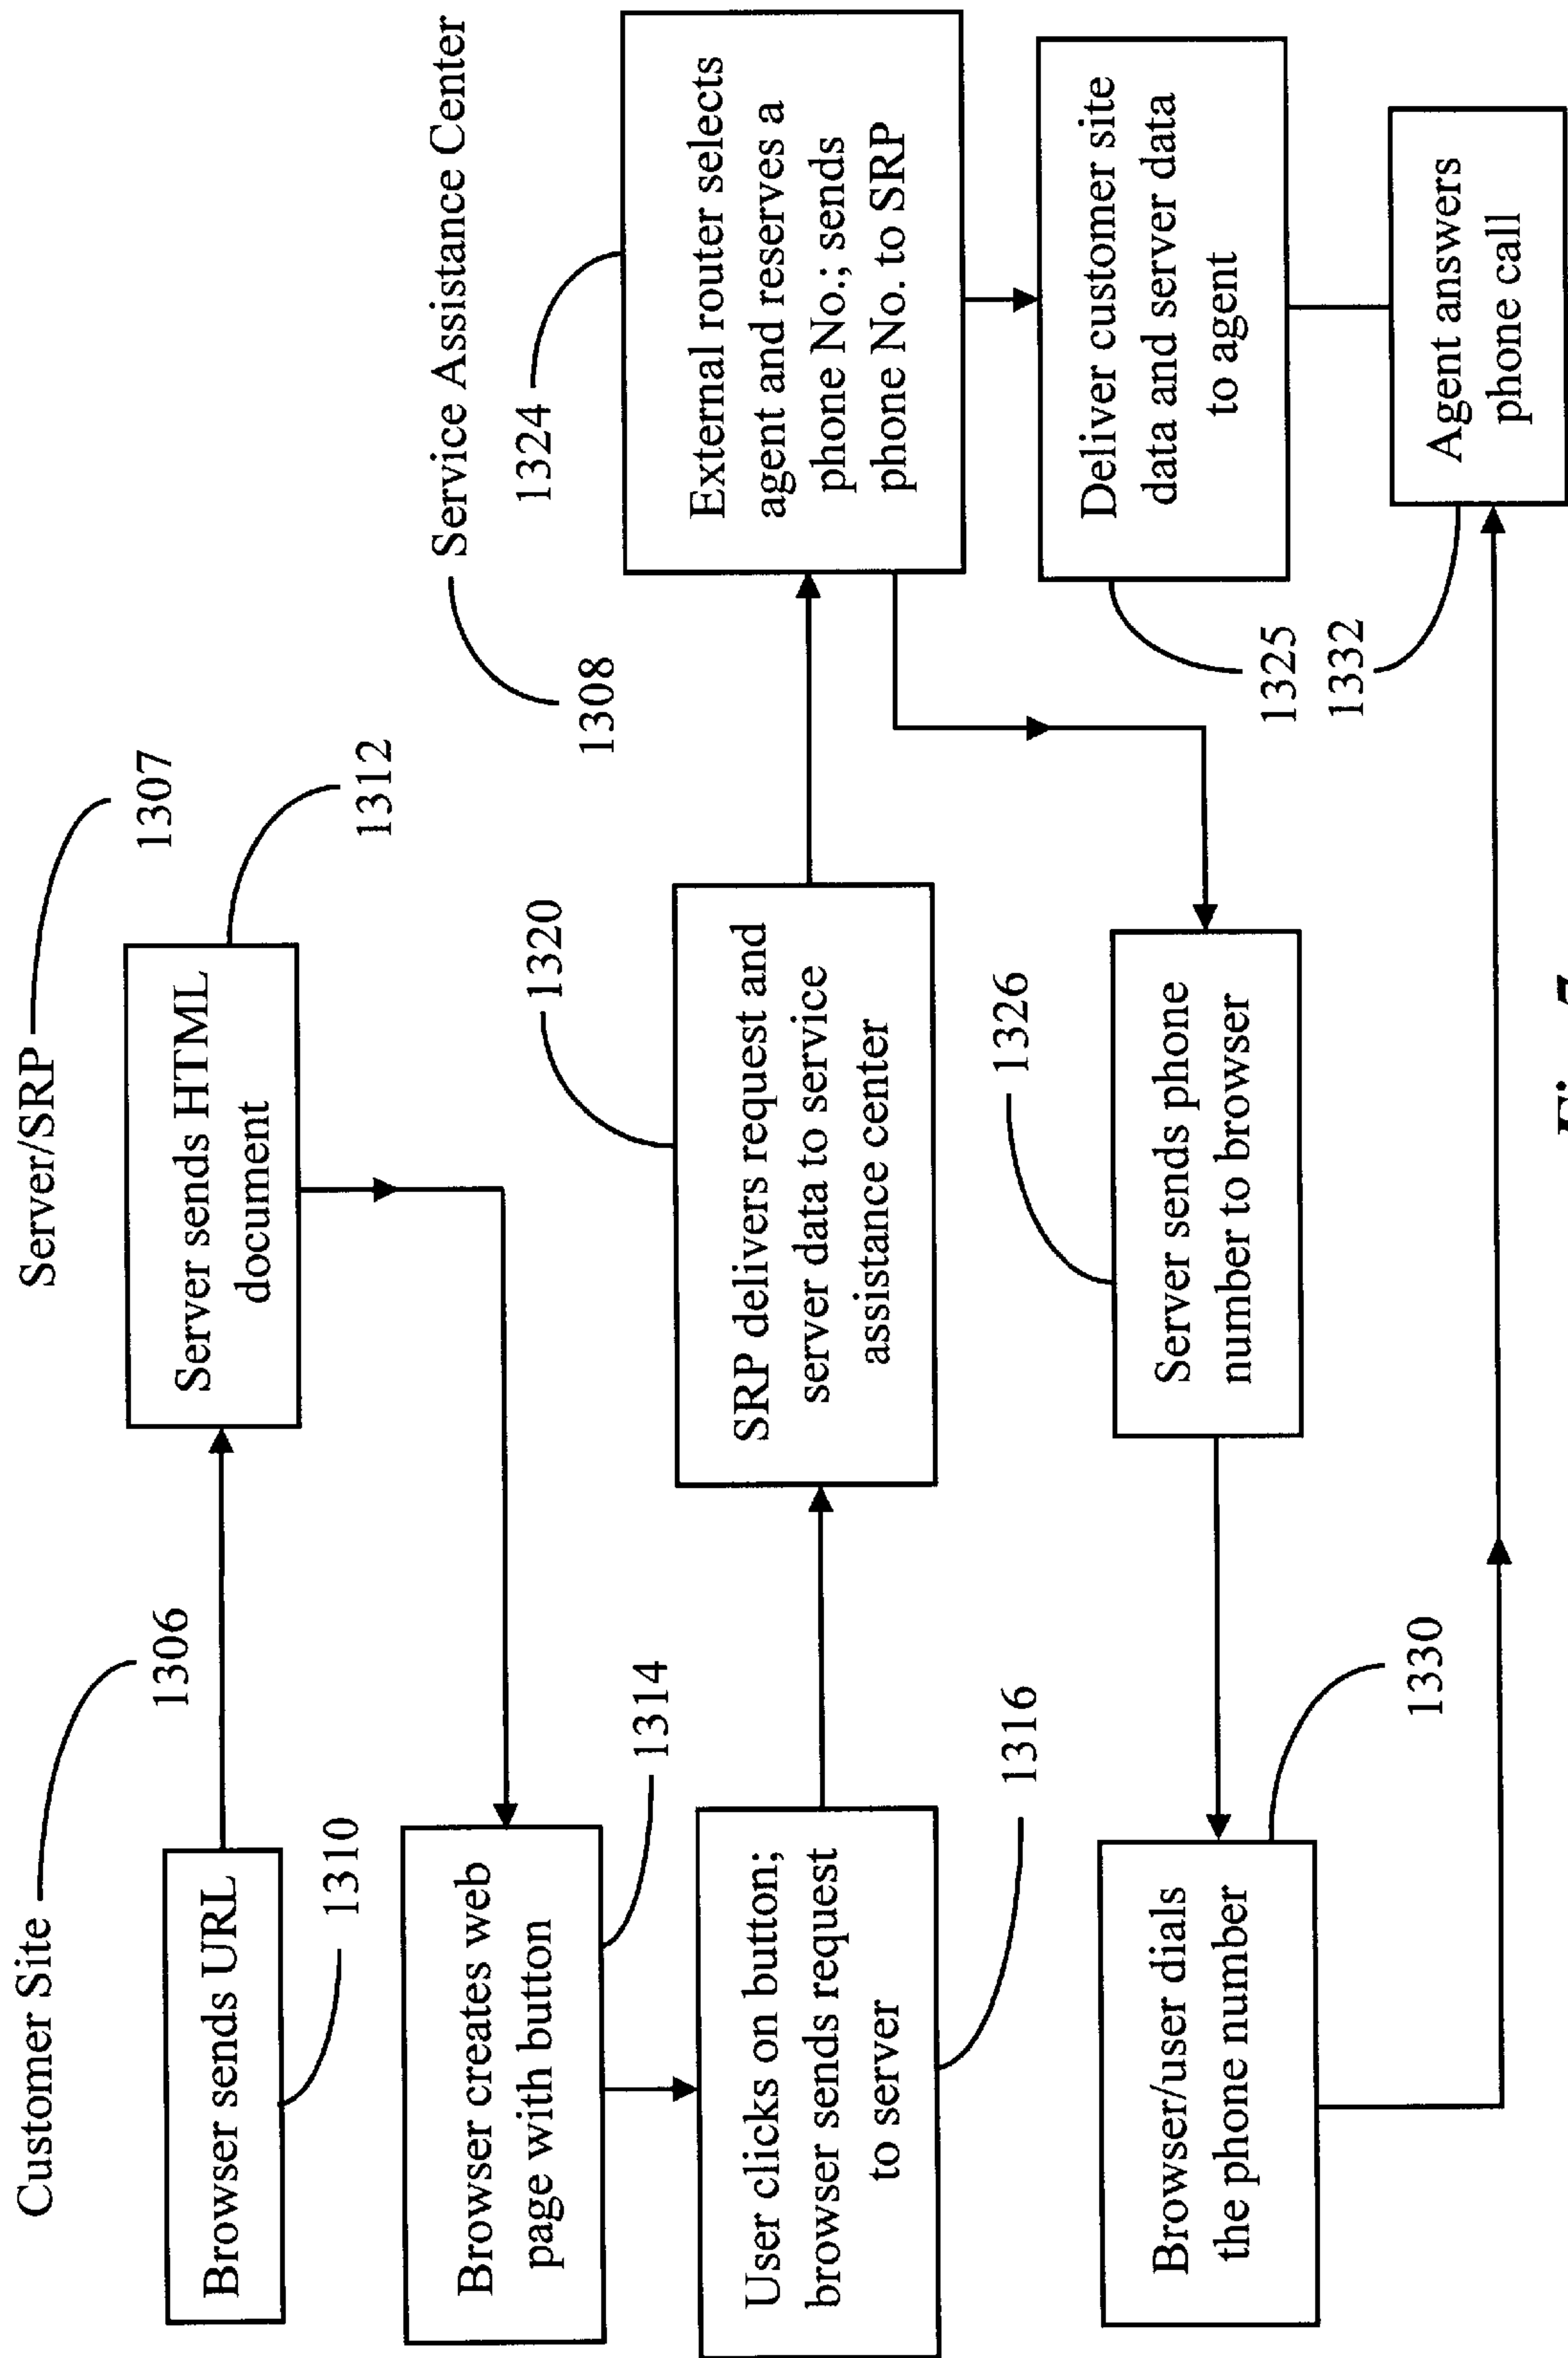 Customer Site
1306
Server/SRP
1307
Service Assistance Center
1308
Browser sends URL
1310
Server sends HTML
document
1312
Browser creates web
page with button
1314
User clicks on button;
browser sends request
to server
1316
SRP delivers request and
server data to service
assistance center
1320
External router selects
agent and reserves a
phone No.; sends
phone No. to SRP
1324
Deliver customer site
data and server data
to agent
1325
Server sends phone
number to browser
1326
Browser/user dials
the phone number
1330
Agent answers
phone call
1332